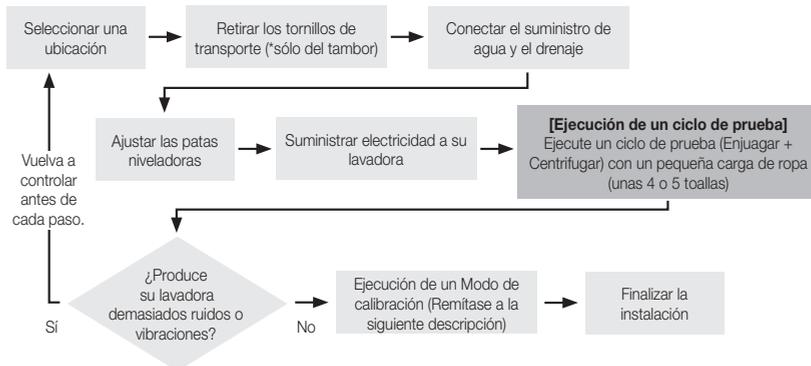 Seleccionar una
ubicación
Retirar los tornillos de
transporte (*sólo del tambor)
Conectar el suministro de
agua y el drenaje
Ajustar las patas
niveladoras
Suministrar electricidad a su
lavadora
[Ejecución de un ciclo de prueba]
Ejecute un ciclo de prueba (Enjuagar +
Centrifugar) con un pequeña carga de ropa
(unas 4 o 5 toallas)
Vuelva a
controlar
antes de
cada paso.
¿Produce
su lavadora
demasiados ruidos o
vibraciones?
Sí
No
Ejecución de un Modo de
calibración (Remítase a la
siguiente descripción)
Finalizar la
instalación